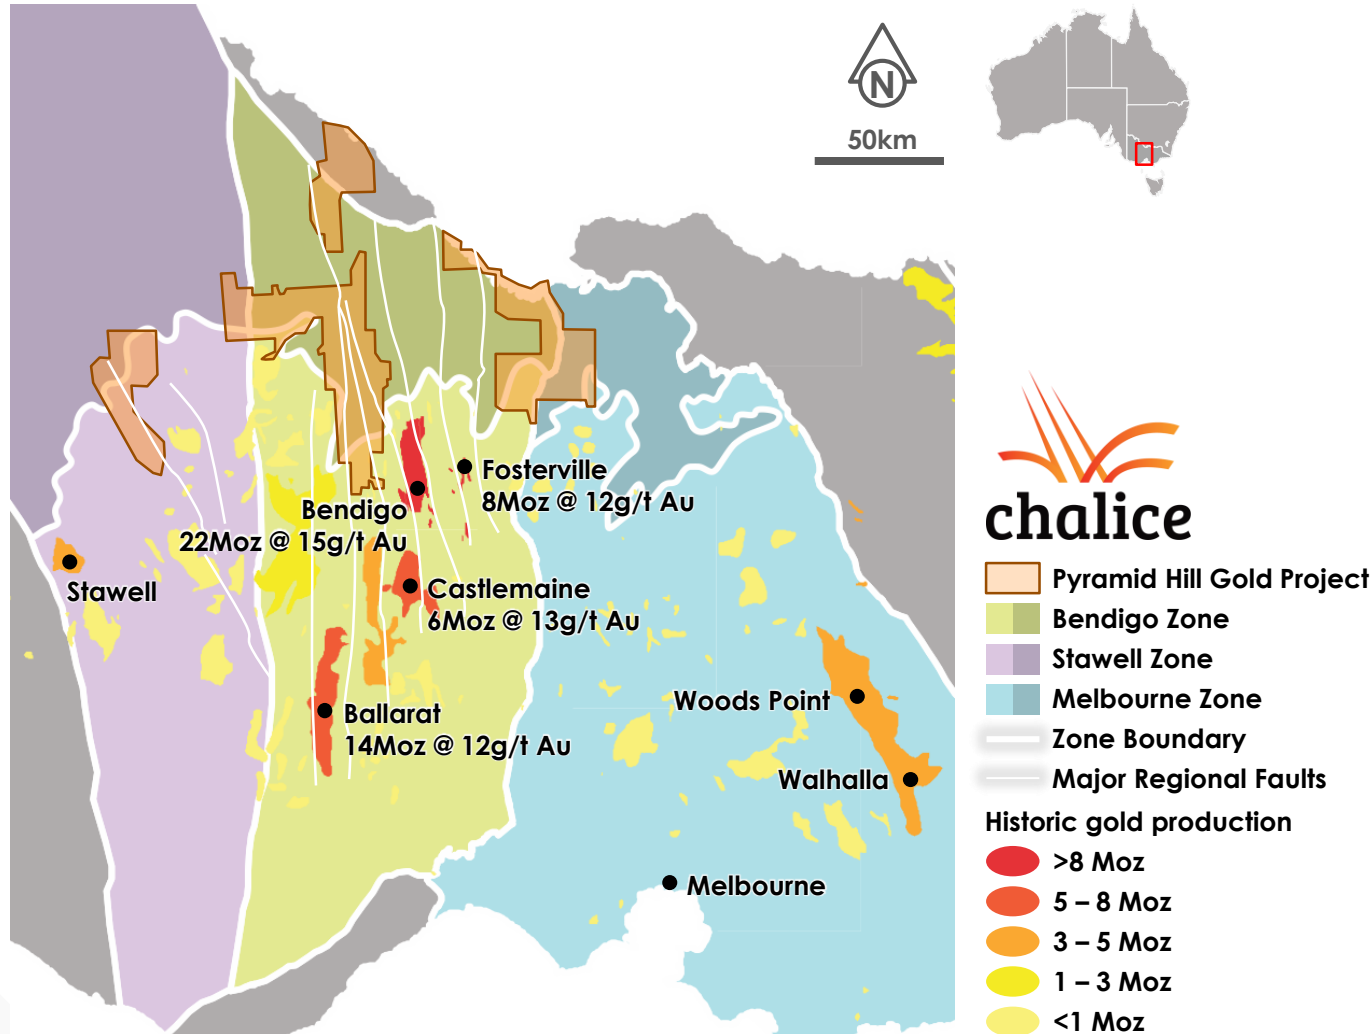 N
50km
Fosterville
8Moz @ 12g/t Au
Bendigo
22Moz @ 15g/t Au
Stawell
Castlemaine
6Moz @ 13g/t Au
Woods Point
Ballarat
14Moz @ 12g/t Au
Walhalla
Melbourne
chalice
Pyramid Hill Gold Project
Bendigo Zone
Stawell Zone
Melbourne Zone
Zone Boundary
Major Regional Faults
Historic gold production
>8 Moz
5 – 8 Moz
3 – 5 Moz
1 – 3 Moz
<1 Moz